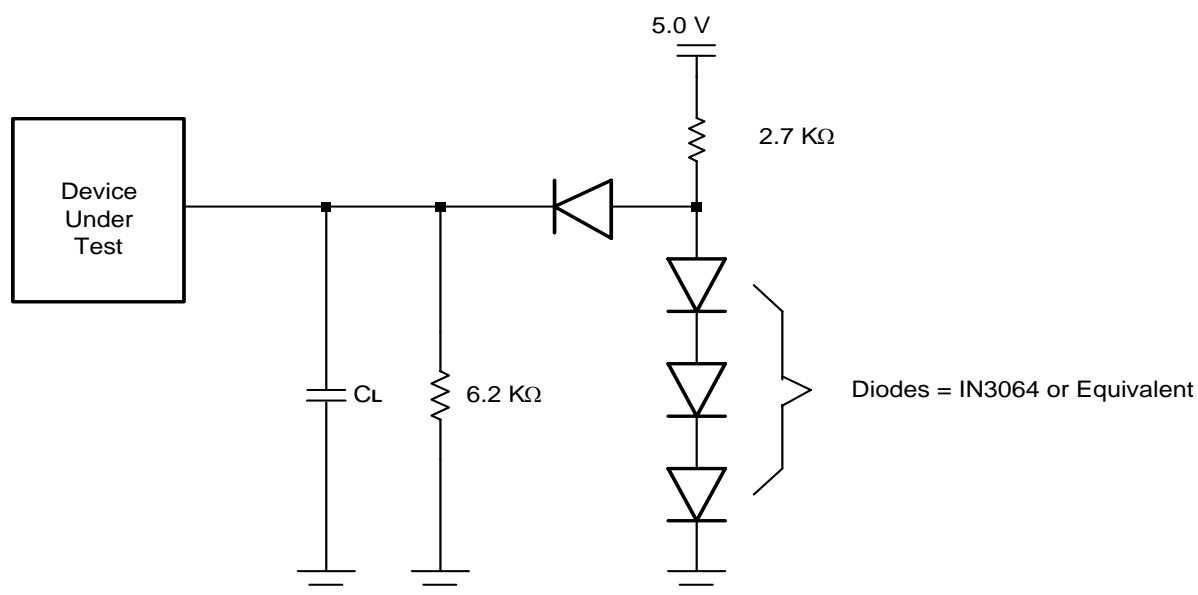 5.0 V
2.7 KΩ
Device
Under
Test
CL
6.2 KΩ
Diodes = IN3064 or Equivalent